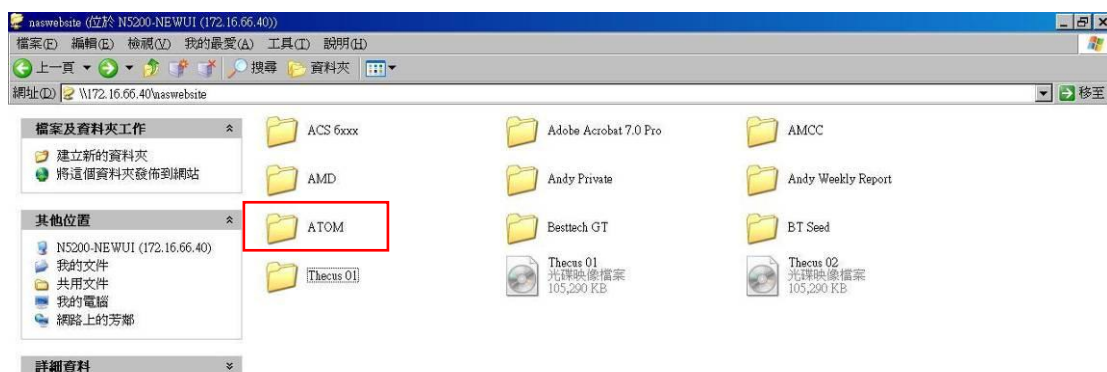 naswebsite (位於 N5200-NEWUI (172.16.66.40))
檔案(F) 編輯(E) 檢視(V) 我的最愛(A) 工具(T) 說明(H)
上一頁 搜尋 資料夾
網址(D) \\172.16.66.40\naswebsite 移至
檔案及資料夾工作
建立新的資料夾
將這個資料夾發佈到網站
其他位置
N5200-NEWUI (172.16.66.40)
我的文件
共用文件
我的電腦
網路上的芳鄰
詳細資料
ACS 6xxx Adobe Acrobat 7.0 Pro AMCC
AMD Andy Private Andy Weekly Report
ATOM Besttech GT BT Seed
Thecus 01
Thecus 01
光碟映像檔案
105,290 KB
Thecus 02
光碟映像檔案
105,290 KB